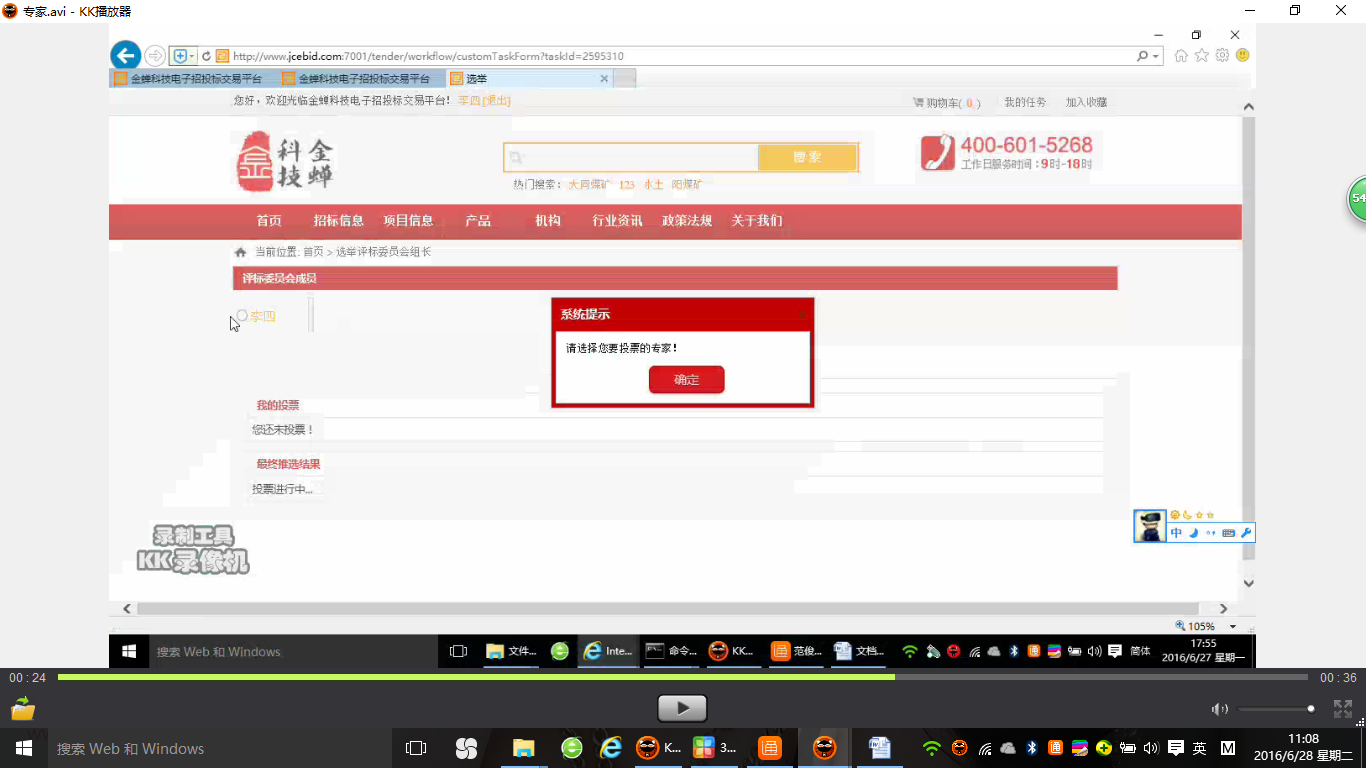 专家.avi - KK播放器
http://www.jcebid.com:7001/tender/workflow/customTaskForm?taskId=2595310
金蝉科技电子招投标交易平台
金蝉科技电子招投标交易平台
选举
您好，欢迎光临金蝉科技电子招投标交易平台！ 李四 [退出]
购物车( 0 ) 我的任务 加入收藏
金蝉科技
搜索
400-601-5268
工作日服务时间：9时-18时
热门搜索： 大同煤矿 123 水土 阳煤矿
首页 招标信息 项目信息 产品 机构 行业资讯 政策法规 关于我们
当前位置: 首页 > 选举评标委员会组长
评标委员会成员
李四
系统提示
请选择您要投票的专家！
确定
我的投票
您还未投票！
最终推选结果
投票进行中...
录制工具
KK录像机
中
54
105%
搜索 Web 和 Windows
文件...
Inte...
命令...
KK...
范俊...
文档...
简体
17:55
2016/6/27 星期一
00 : 24
00 : 36
搜索 Web 和 Windows
K...
3...
英
M
11:08
2016/6/28 星期二